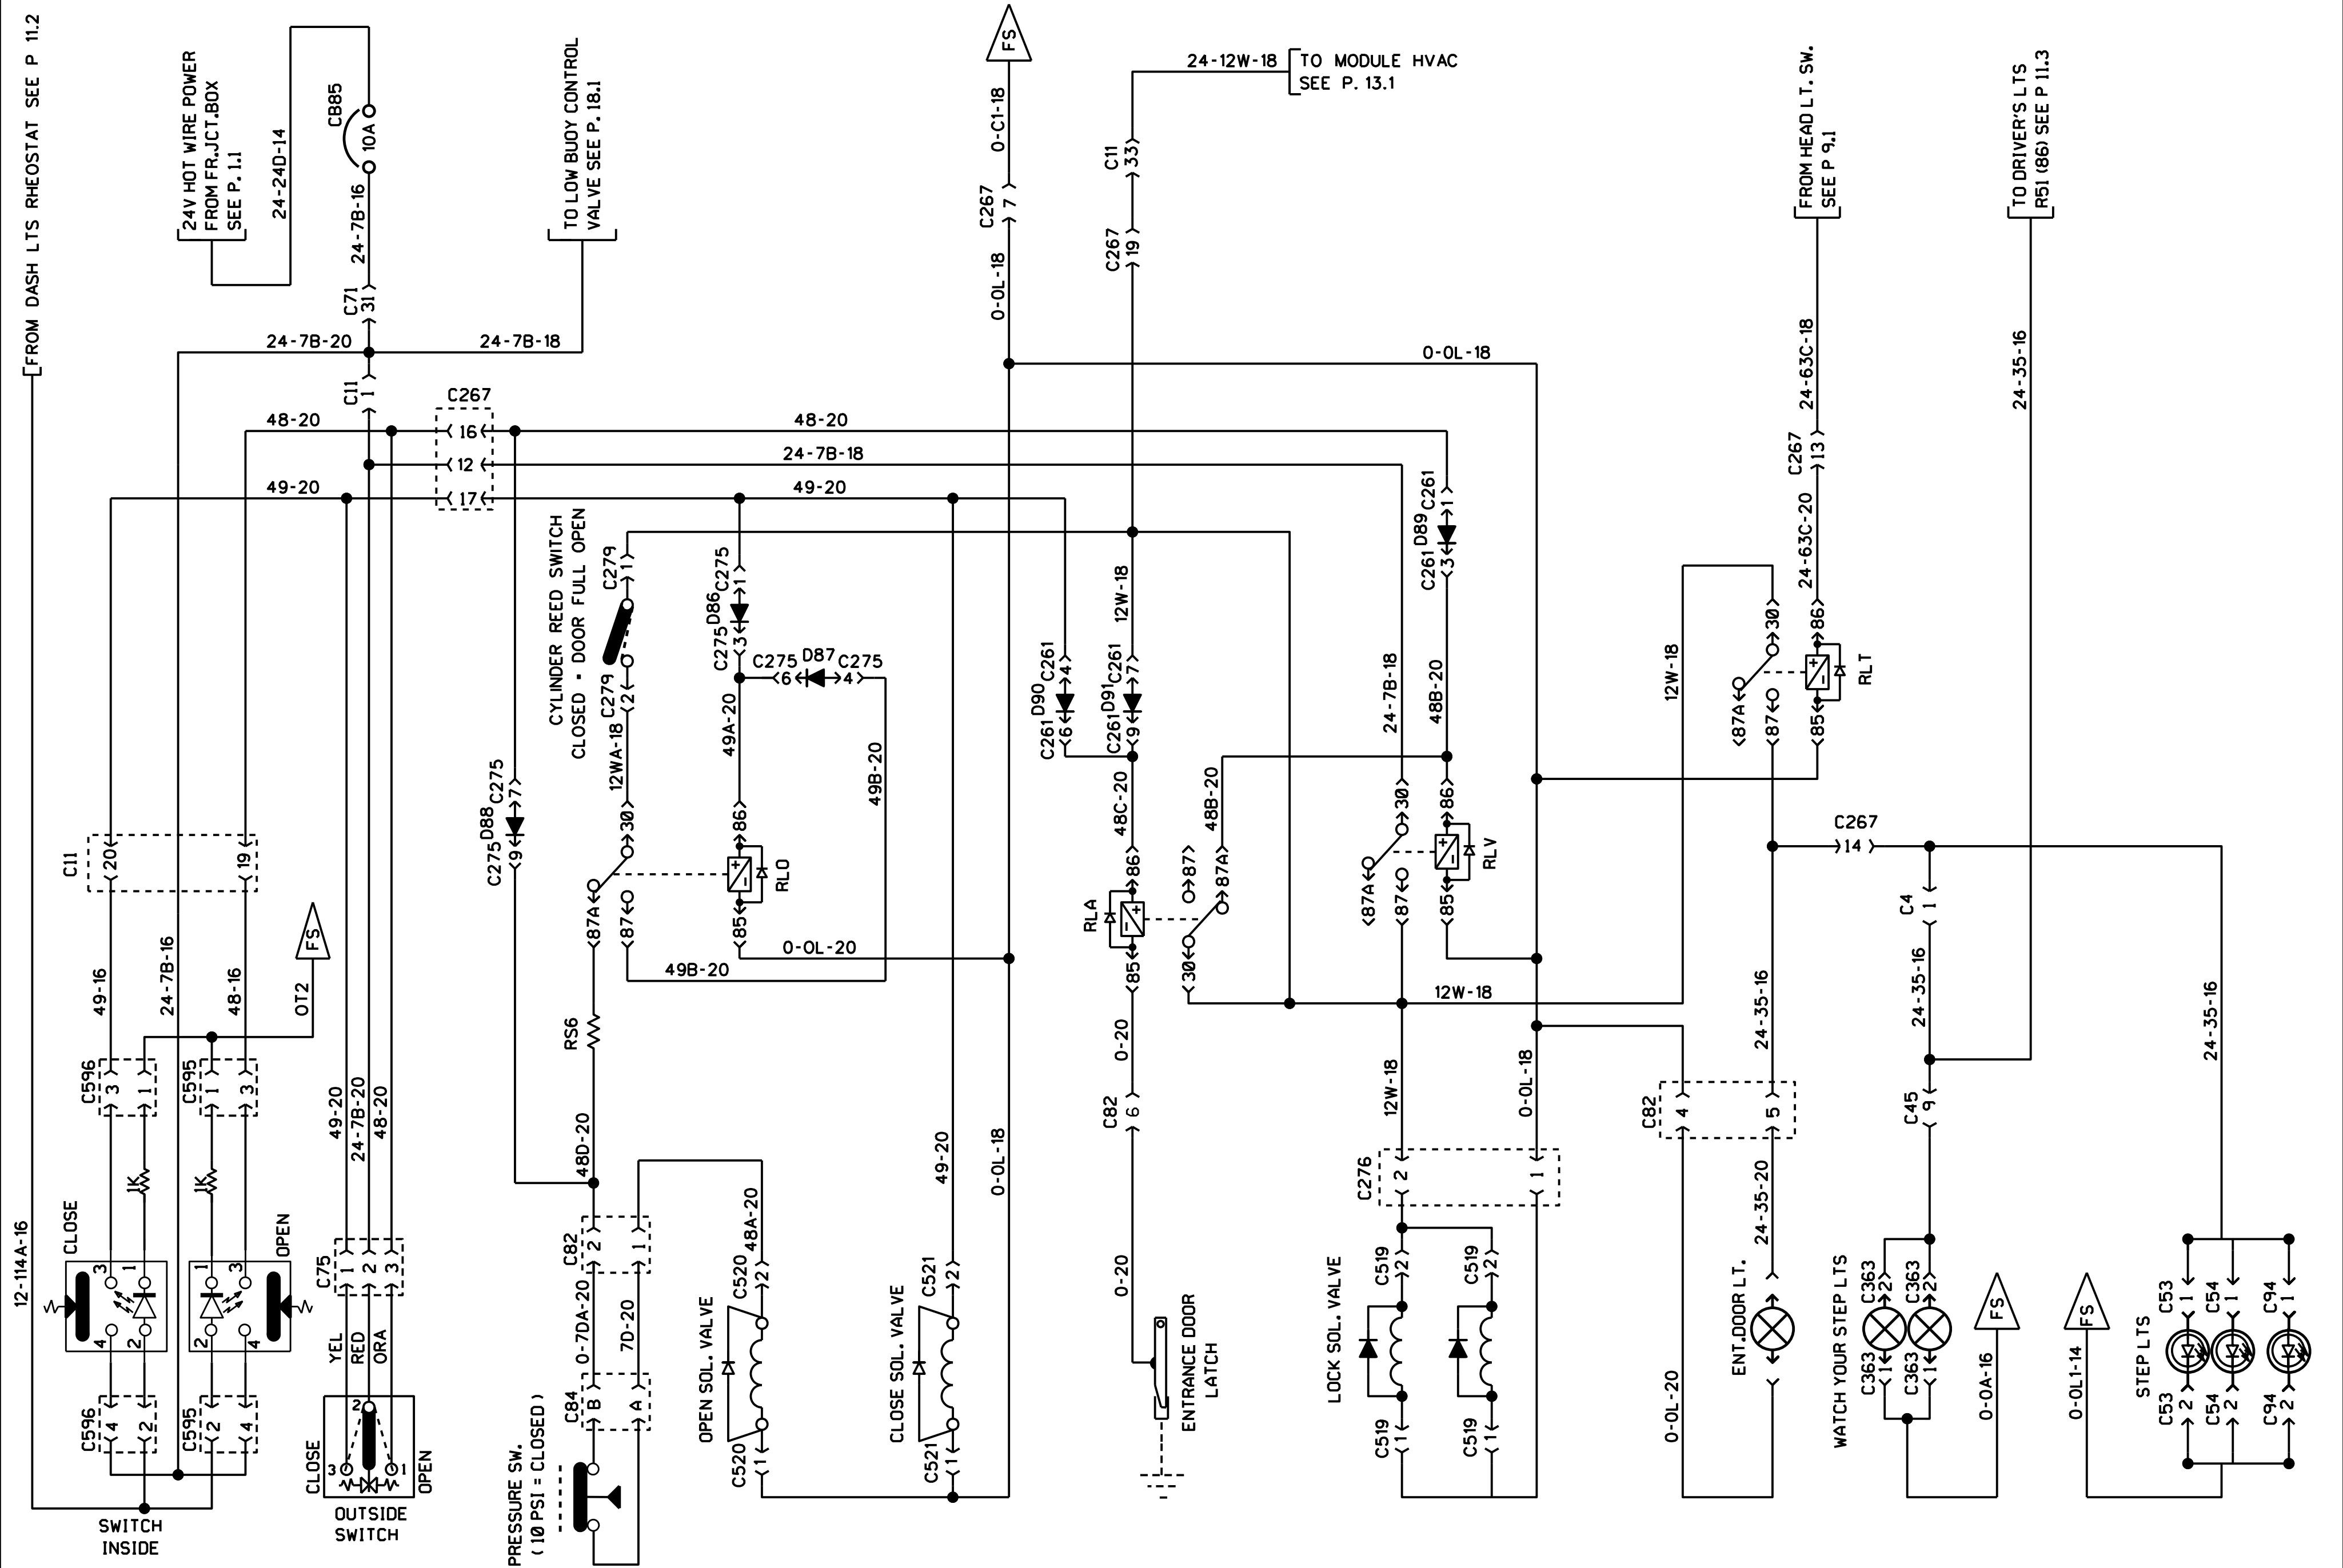 FROM DASH LTS RHEOSTAT SEE P 11.2
12-114A-16
24V HOT WIRE POWER
FROM FR.JCT.BOX
SEE P. 1.1
24-24D-14
CB85
10A
24-7B-16
C71
31
24-7B-20
24-7B-18
TO LOW BUOY CONTROL
VALVE SEE P. 18.1
C11
1
FS
0-C1-18
C267
7
0-0L-18
24-12W-18
TO MODULE HVAC
SEE P. 13.1
C11
33
C267
19
0-0L-18
FROM HEAD LT. SW.
SEE P 9.1
24-63C-18
C267
13
24-63C-20
TO DRIVER'S LTS
R51 (86) SEE P 11.3
24-35-16
C267
48-20
16
48-20
12
24-7B-18
49-20
17
49-20
CYLINDER REED SWITCH
CLOSED = DOOR FULL OPEN
C279
1
C279
2
12WA-18
C275
1
D86
C275
3
C275
6
D87
C275
4
49A-20
49B-20
C275
7
D88
C275
9
30
87A
87
86
85
RLO
0-0L-20
49B-20
RS6
48D-20
C261
4
D90
C261
6
12W-18
C261
7
D91
C261
9
48C-20
48B-20
RLA
86
85
87
87A
30
24-7B-18
C261
1
D89
C261
3
48B-20
30
87A
87
86
85
RLV
12W-18
12W-18
30
87A
87
86
85
RLT
C267
14
C4
1
24-35-16
24-35-16
24-35-16
C11
20
19
49-16
24-7B-16
48-16
FS
OT2
C596
3
1
C595
1
3
1K
1K
CLOSE
3
1
4
2
1
3
2
4
OPEN
C596
4
2
C595
2
4
SWITCH
INSIDE
49-20
24-7B-20
48-20
C75
1
2
3
YEL
RED
ORA
2
3
1
CLOSE
OPEN
OUTSIDE
SWITCH
C82
2
1
0-7DA-20
7D-20
C84
B
A
PRESSURE SW.
( 10 PSI = CLOSED )
48A-20
C520
2
OPEN SOL. VALVE
C520
1
49-20
C521
2
CLOSE SOL. VALVE
C521
1
0-0L-18
0-20
C82
6
0-20
ENTRANCE DOOR
LATCH
12W-18
0-0L-18
C276
2
1
LOCK SOL. VALVE
C519
2
C519
2
C519
1
C519
1
C82
4
5
24-35-20
ENT.DOOR LT.
0-0L-20
C45
9
WATCH YOUR STEP LTS
C363
2
C363
2
C363
1
C363
1
FS
0-0A-16
FS
0-0L1-14
STEP LTS
C53
1
C54
1
C94
1
C53
2
C54
2
C94
2